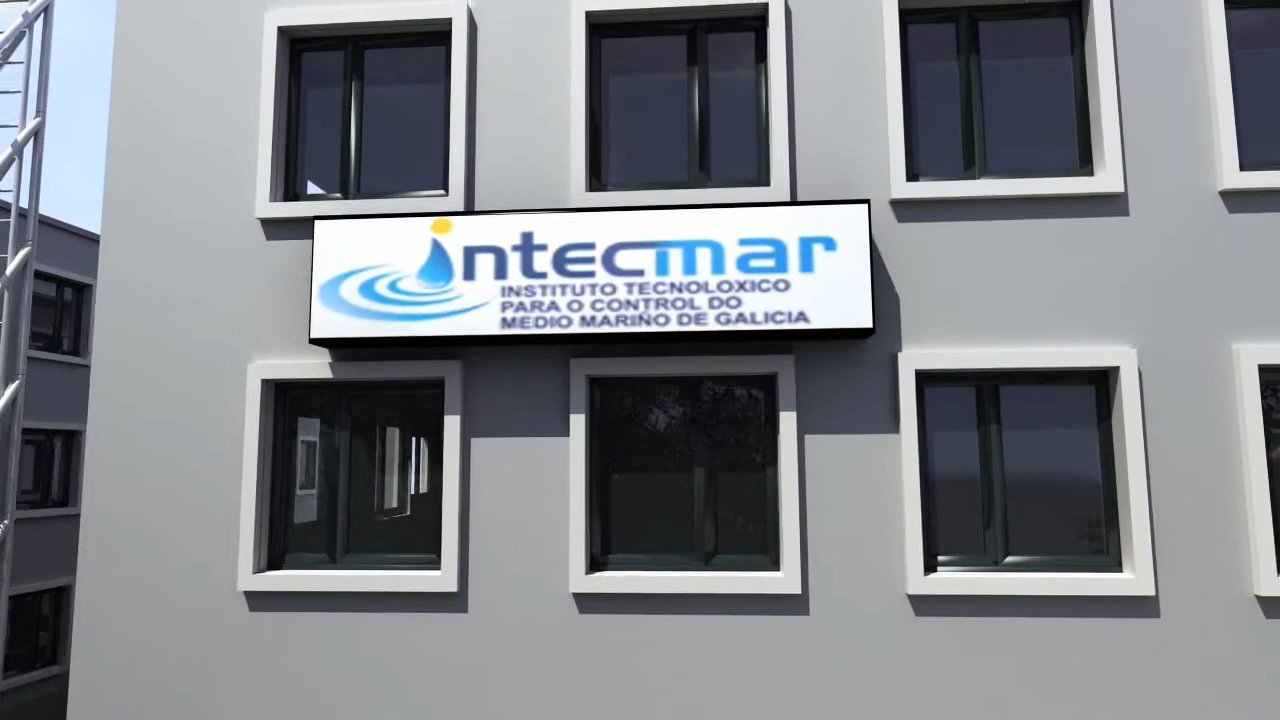 intecmar
INSTITUTO TECNOLOXICO
PARA O CONTROL DO
MEDIO MARIÑO DE GALICIA